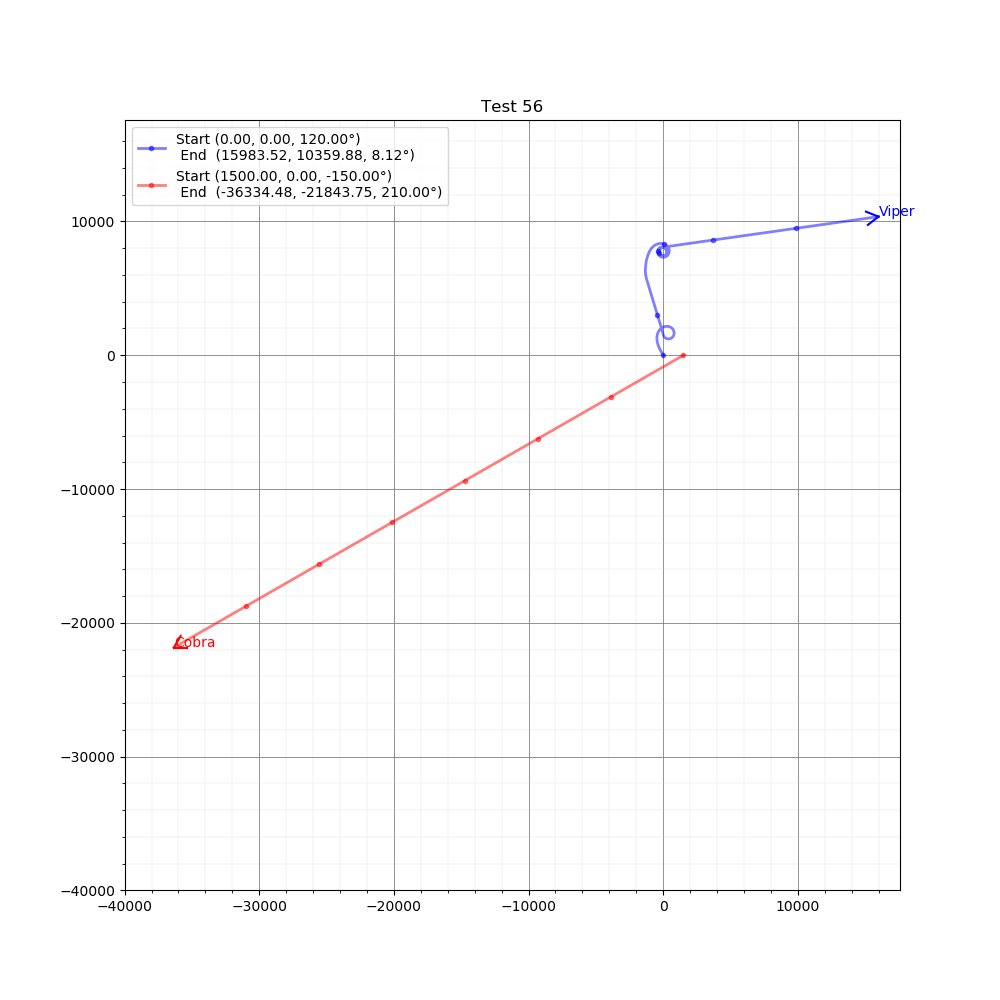 Test 56
Start (0.00, 0.00, 120.00°)
End  (15983.52, 10359.88, 8.12°)
Start (1500.00, 0.00, -150.00°)
End  (-36334.48, -21843.75, 210.00°)
Viper
Cobra
10000
0
−10000
−20000
−30000
−40000
−40000
−30000
−20000
−10000
0
10000